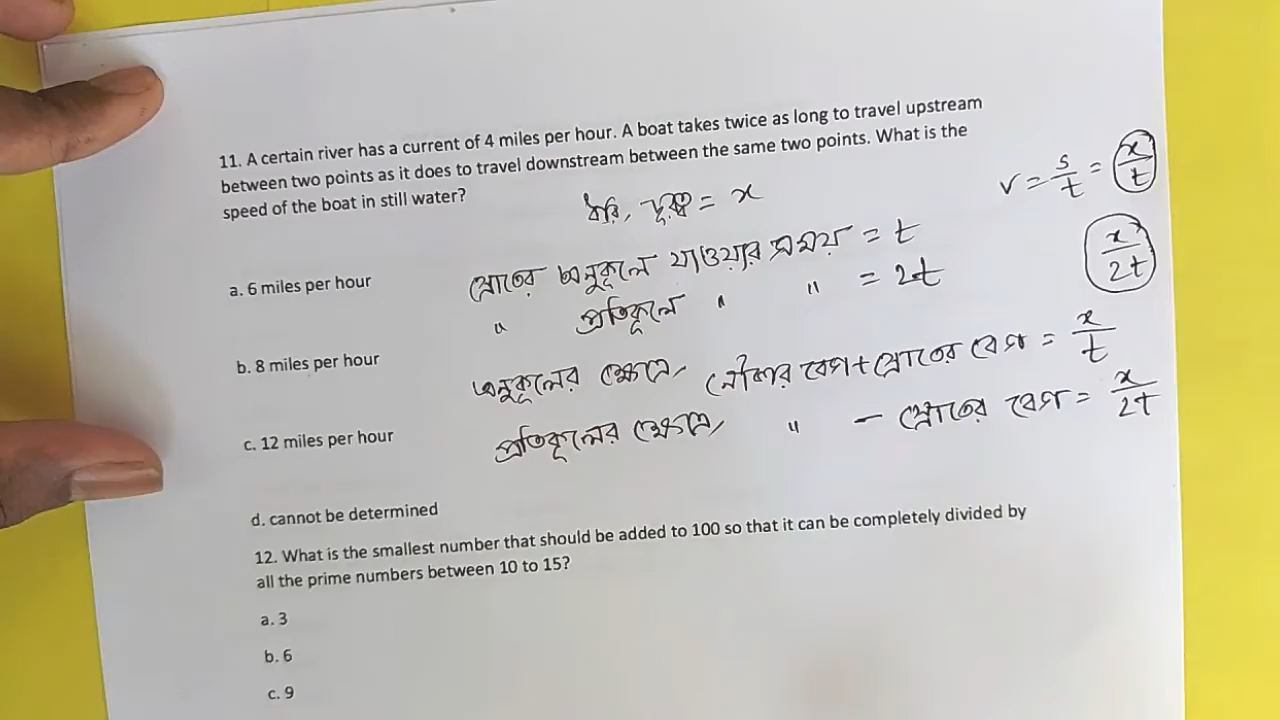 11. A certain river has a current of 4 miles per hour. A boat takes twice as long to travel upstream
between two points as it does to travel downstream between the same two points. What is the
speed of the boat in still water?
ধরি, দূরত্ব = x
v = s/t = x/t
x/2t
a. 6 miles per hour
স্রোতের অনুকূলে যাওয়ার সময় = t
" প্রতিকূলে " " = 2t
b. 8 miles per hour
অনুকূলের ক্ষেত্রে, নৌকার বেগ + স্রোতের বেগ = x/t
প্রতিকূলের ক্ষেত্রে, " - স্রোতের বেগ = x/2t
c. 12 miles per hour
d. cannot be determined
12. What is the smallest number that should be added to 100 so that it can be completely divided by
all the prime numbers between 10 to 15?
a. 3
b. 6
c. 9